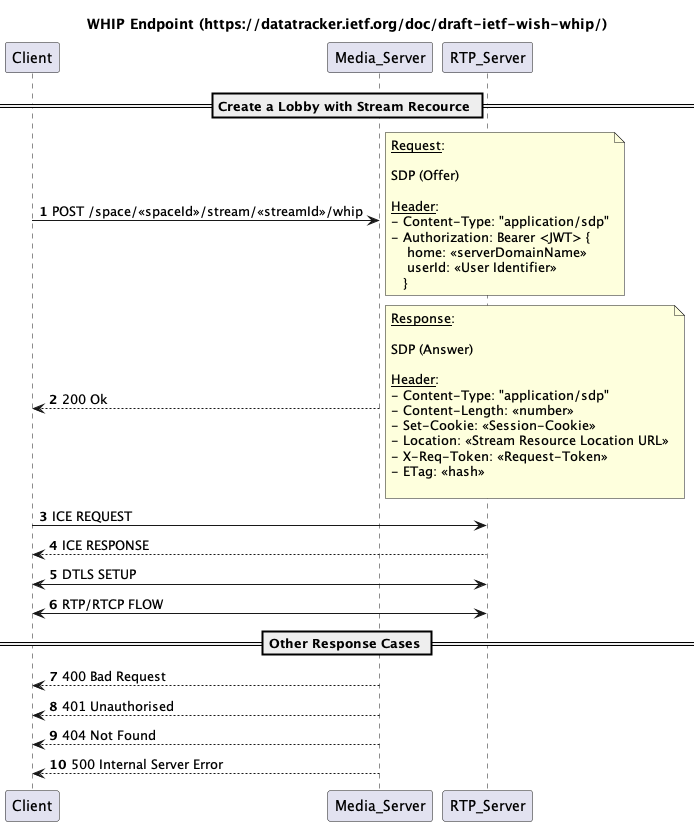 WHIP Endpoint (https://datatracker.ietf.org/doc/draft-ietf-wish-whip/)
Client
Media_Server
RTP_Server
Create a Lobby with Stream Recource
Request:
SDP (Offer)
Header:
- Content-Type: "application/sdp"
- Authorization: Bearer <JWT> {
home: «serverDomainName»
userId: «User Identifier»
}
1 POST /space/«spaceId»/stream/«streamId»/whip
Response:
SDP (Answer)
Header:
- Content-Type: "application/sdp"
- Content-Length: «number»
- Set-Cookie: «Session-Cookie»
- Location: «Stream Resource Location URL»
- X-Req-Token: «Request-Token»
- ETag: «hash»
2 200 Ok
3 ICE REQUEST
4 ICE RESPONSE
5 DTLS SETUP
6 RTP/RTCP FLOW
Other Response Cases
7 400 Bad Request
8 401 Unauthorised
9 404 Not Found
10 500 Internal Server Error
Client
Media_Server
RTP_Server